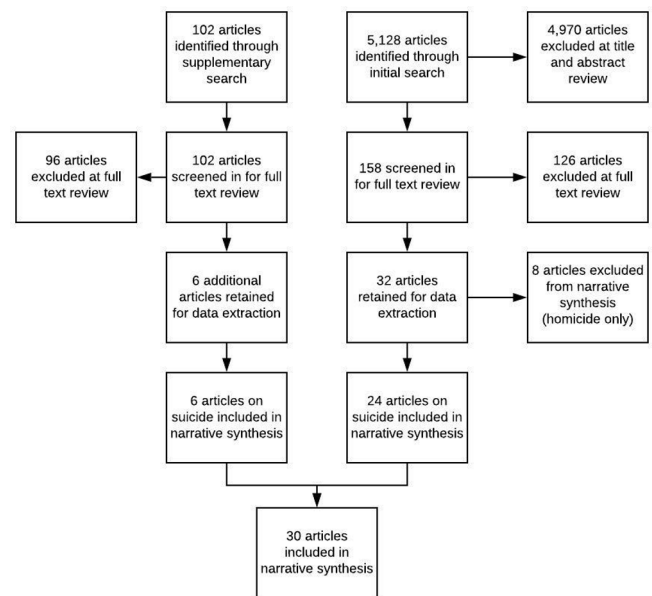 102 articles
identified through
supplementary
search
5,128 articles
identified through
initial search
4,970 articles
excluded at title
and abstract
review
96 articles
excluded at full
text review
102 articles
screened in for full
text review
158 screened in
for full text review
126 articles
excluded at full
text review
6 additional
articles retained
for data extraction
32 articles
retained for data
extraction
8 articles excluded
from narrative
synthesis
(homicide only)
6 articles on
suicide included in
narrative synthesis
24 articles on
suicide included in
narrative synthesis
30 articles
included in
narrative synthesis